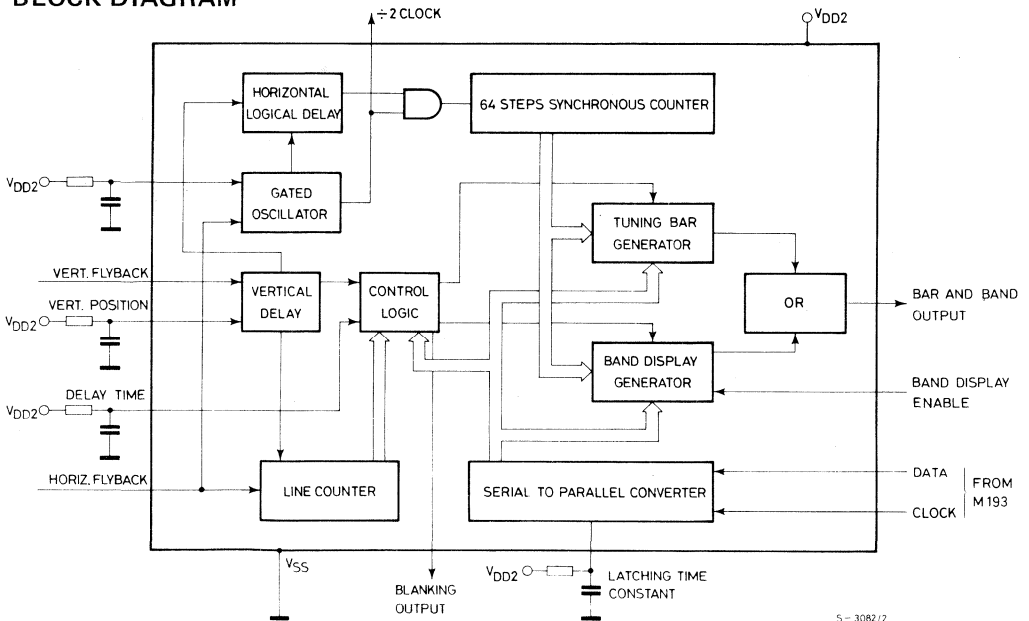 BLOCK DIAGRAM
÷2 CLOCK
VDD2
HORIZONTAL
LOGICAL DELAY
64 STEPS SYNCHRONOUS COUNTER
VDD2
GATED
OSCILLATOR
TUNING BAR
GENERATOR
VERT. FLYBACK
VERTICAL
DELAY
CONTROL
LOGIC
OR
BAR AND BAND
OUTPUT
VERT. POSITION
VDD2
BAND DISPLAY
GENERATOR
BAND DISPLAY
ENABLE
DELAY TIME
VDD2
HORIZ. FLYBACK
LINE COUNTER
SERIAL TO PARALLEL CONVERTER
DATA
CLOCK
FROM
M193
VSS
BLANKING
OUTPUT
VDD2
LATCHING TIME
CONSTANT
S-3082/2